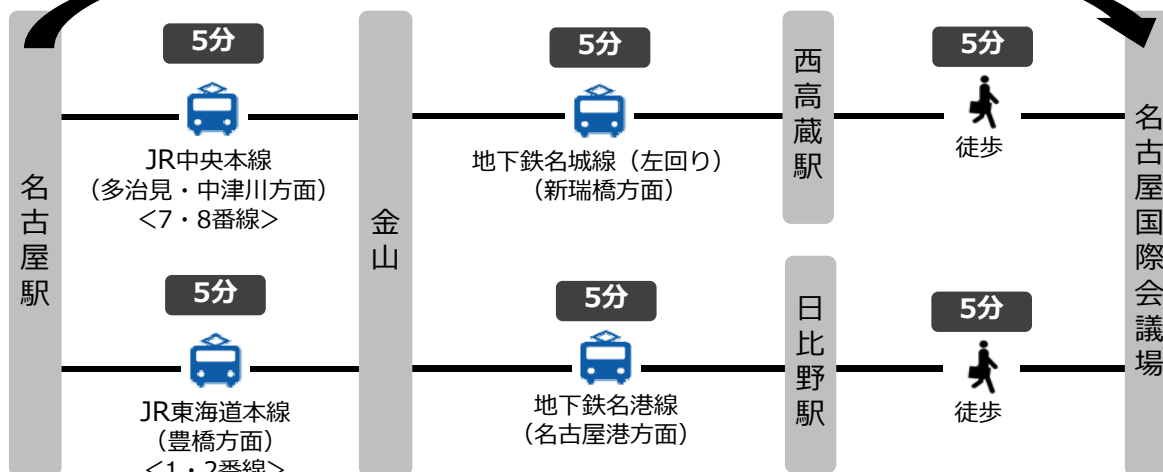 名古屋駅
5分
JR中央本線
（多治見・中津川方面）
＜7・8番線＞
5分
JR東海道本線
（豊橋方面）
＜1・2番線＞
金山
5分
地下鉄名城線（左回り）
（新瑞橋方面）
5分
地下鉄名港線
（名古屋港方面）
西高蔵駅
日比野駅
5分
徒歩
5分
徒歩
名古屋国際会議場